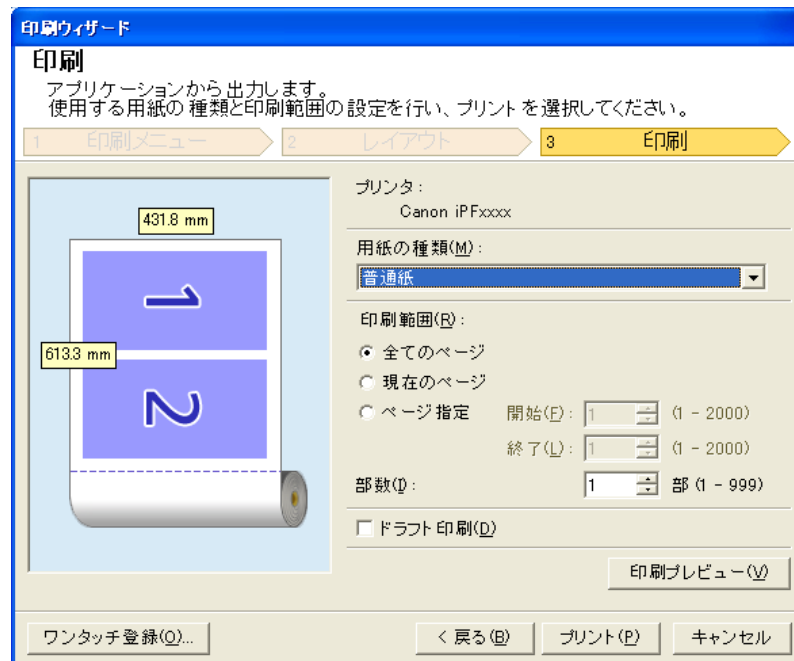 印刷ウィザード
印刷
アプリケーションから出力します。
使用する用紙の種類と印刷範囲の設定を行い、プリントを選択してください。
1 印刷メニュー 2 レイアウト 3 印刷
プリンタ:
Canon iPFxxxx
431.8 mm
用紙の種類(M):
普通紙
1
印刷範囲(R):
613.3 mm
全てのページ
現在のページ
2
ページ指定 開始(F): 1 (1 - 2000)
終了(L): 1 (1 - 2000)
部数(I): 1 部 (1 - 999)
ドラフト印刷(D)
印刷プレビュー(V)
ワンタッチ登録(O)... < 戻る(B) プリント(P) キャンセル